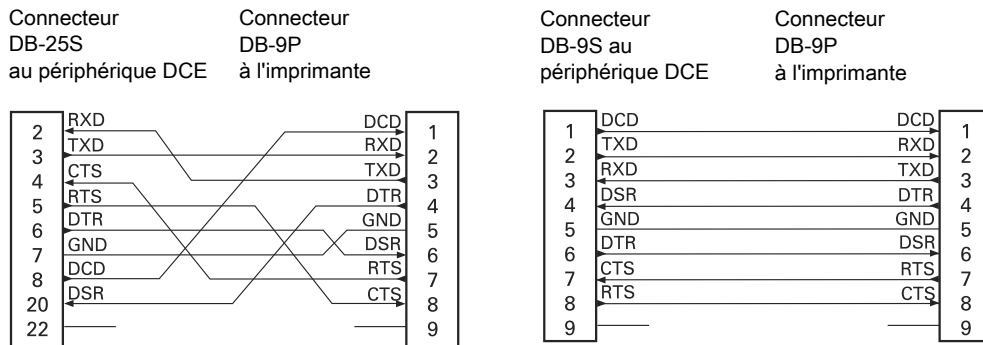 Connecteur
DB-25S
au périphérique DCE
Connecteur
DB-9P
à l'imprimante
2 RXD DCD 1
3 TXD RXD 2
4 CTS TXD 3
5 RTS DTR 4
6 DTR GND 5
7 GND DSR 6
8 DCD RTS 7
20 DSR CTS 8
22 9
Connecteur
DB-9S au
périphérique DCE
Connecteur
DB-9P
à l'imprimante
1 DCD DCD 1
2 TXD RXD 2
3 RXD TXD 3
4 DSR DTR 4
5 GND GND 5
6 DTR DSR 6
7 CTS RTS 7
8 RTS CTS 8
9 9